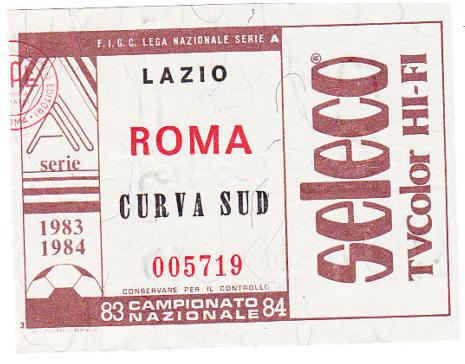 F.I.G.C. LEGA NAZIONALE SERIE A
LAZIO
ROMA
CURVA SUD
005719
CONSERVARE PER IL CONTROLLO
83 CAMPIONATO NAZIONALE 84
A
serie
1983
1984
seleco®
TVColor HI-FI